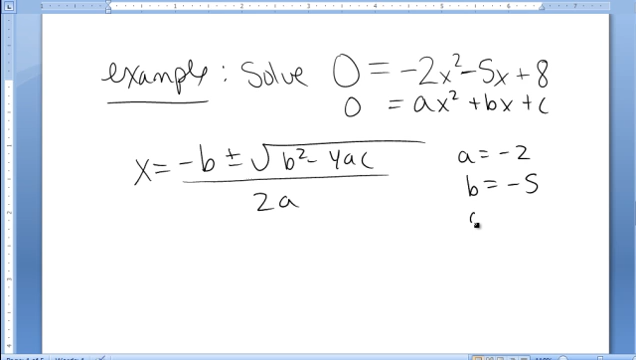 example: Solve 0 = -2x² - 5x + 8
0 = ax² + bx + c
x = -b ± √b² - 4ac
2a
a = -2
b = -5
c